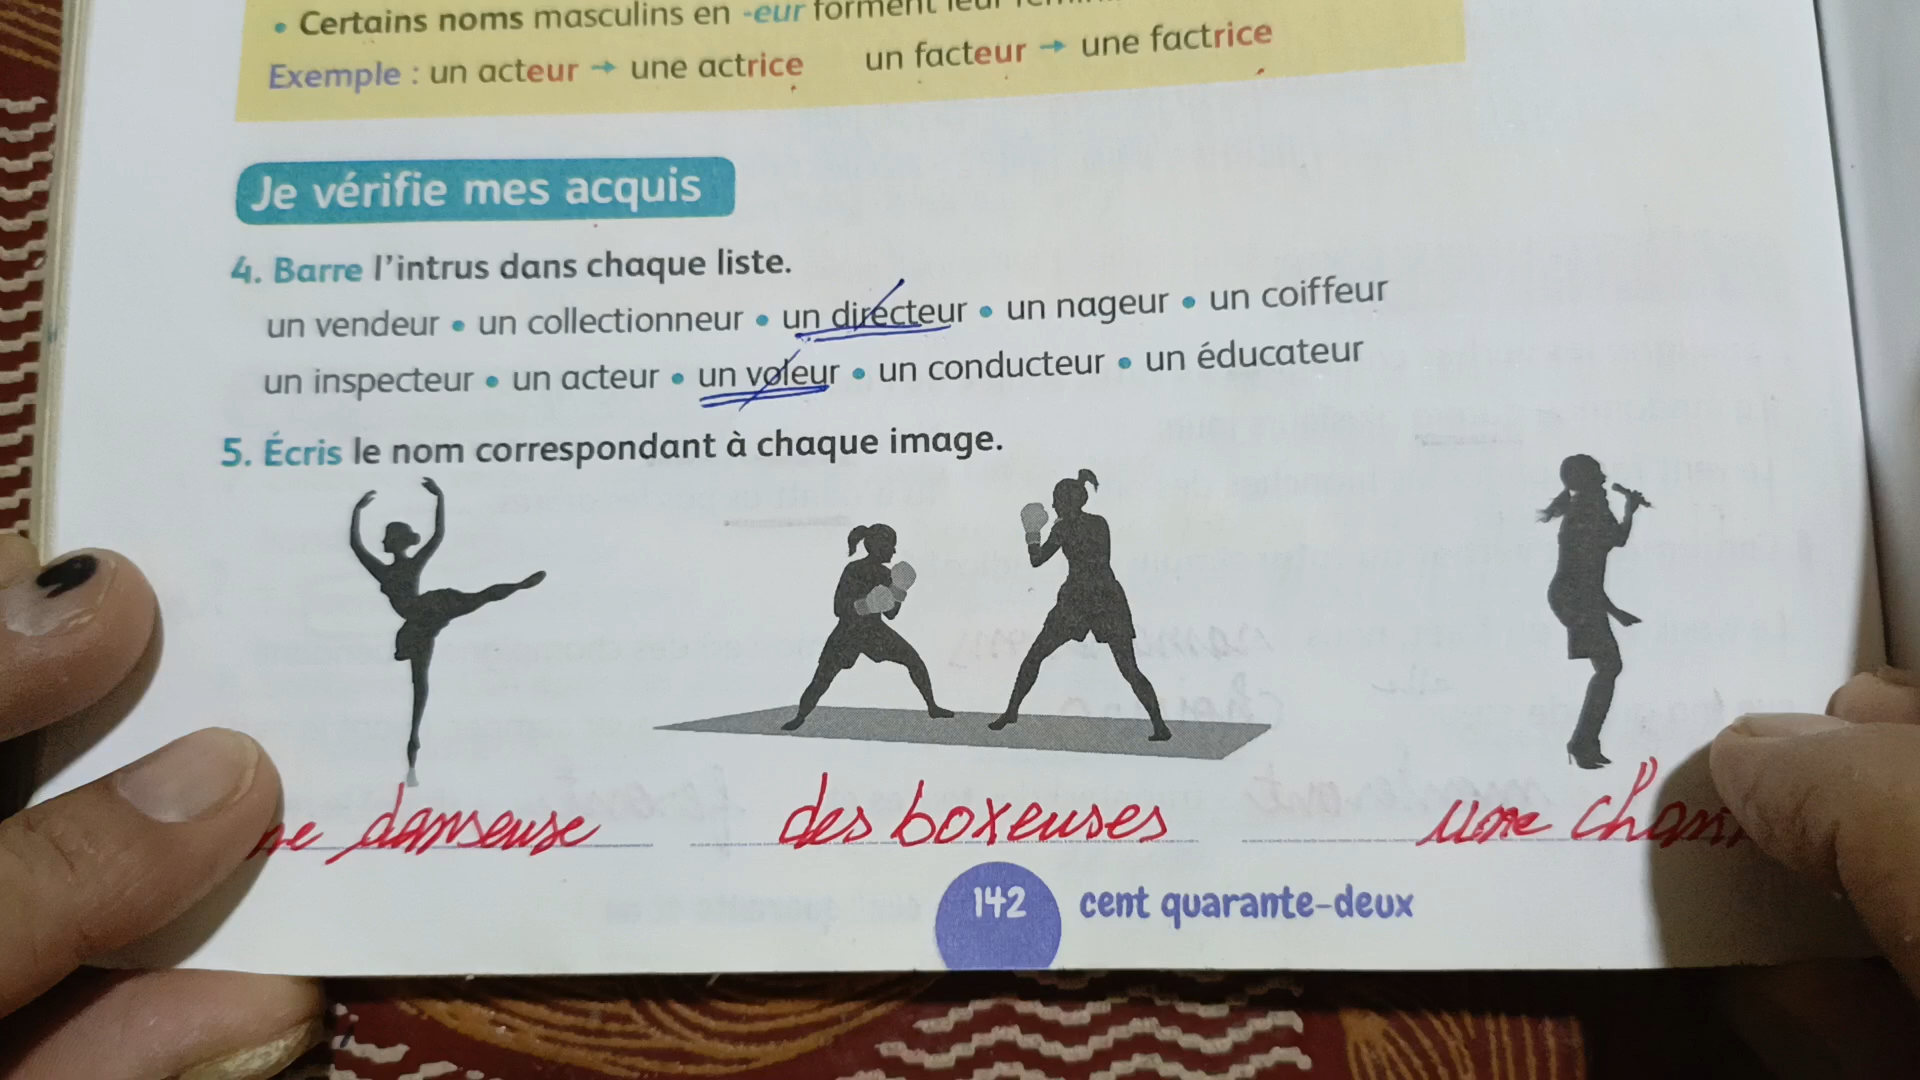 • Certains noms masculins en -eur forment leur
Exemple : un acteur → une actrice un facteur → une factrice
Je vérifie mes acquis
4. Barre l'intrus dans chaque liste.
un vendeur • un collectionneur • un directeur • un nageur • un coiffeur
un inspecteur • un acteur • un voleur • un conducteur • un éducateur
5. Écris le nom correspondant à chaque image.
danseuse des boxeuses une
142 cent quarante-deux